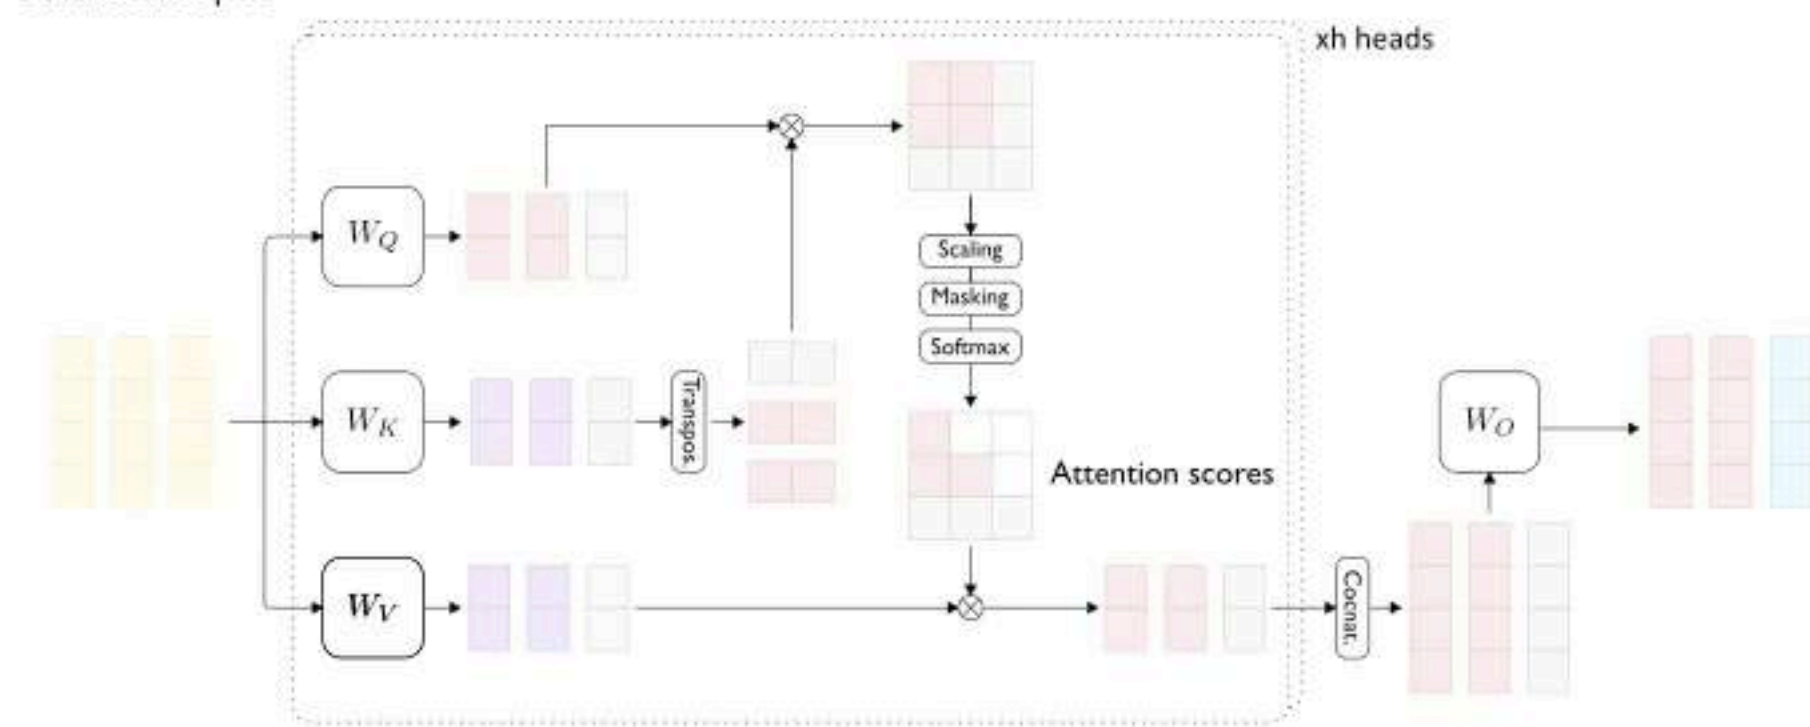 xh heads
W_Q
Scaling
Masking
Softmax
W_K
Transpos.
W_O
Attention scores
W_V
Cocnat.